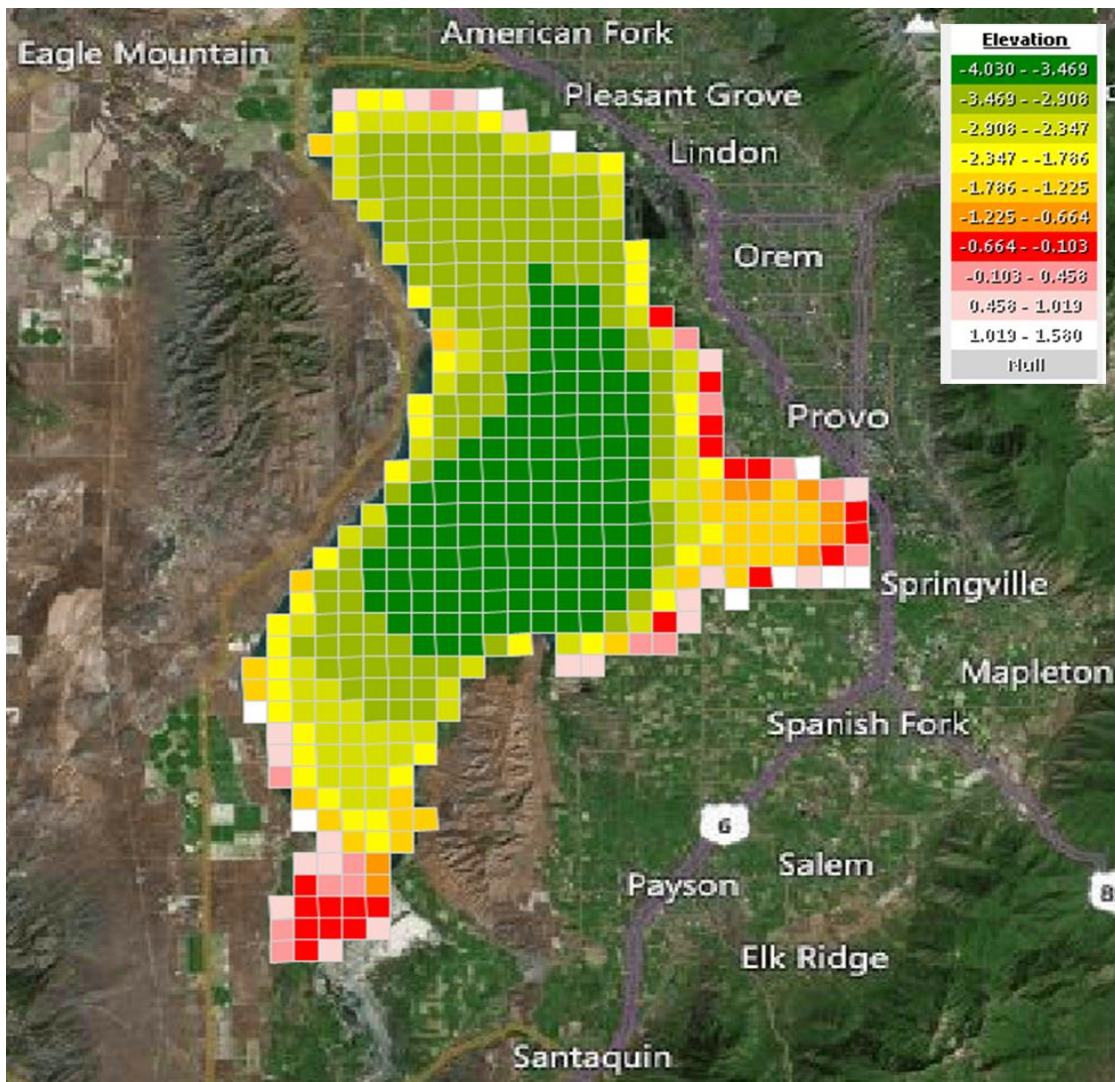 American Fork
Eagle Mountain
Elevation
-4.030 - -3.469
-3.469 - -2.908
-2.908 - -2.347
-2.347 - -1.786
-1.786 - -1.225
-1.225 - -0.664
-0.664 - -0.103
-0.103 - 0.458
0.458 - 1.019
1.019 - 1.580
Null
Pleasant Grove
Lindon
Orem
Provo
Springville
Mapleton
Spanish Fork
6
Salem
Payson
8
Elk Ridge
Santaquin